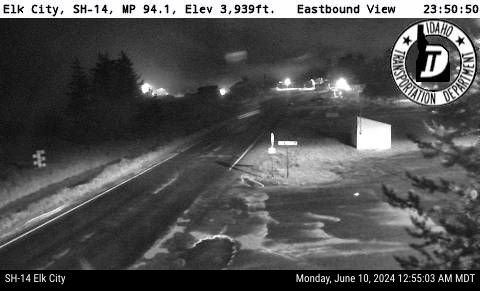 Elk City, SH-14, MP 94.1, Elev 3,939ft. Eastbound View 23:50:50
IDAHO
TRANSPORTATION DEPARTMENT
SH-14 Elk City Monday, June 10, 2024 12:55:03 AM MDT